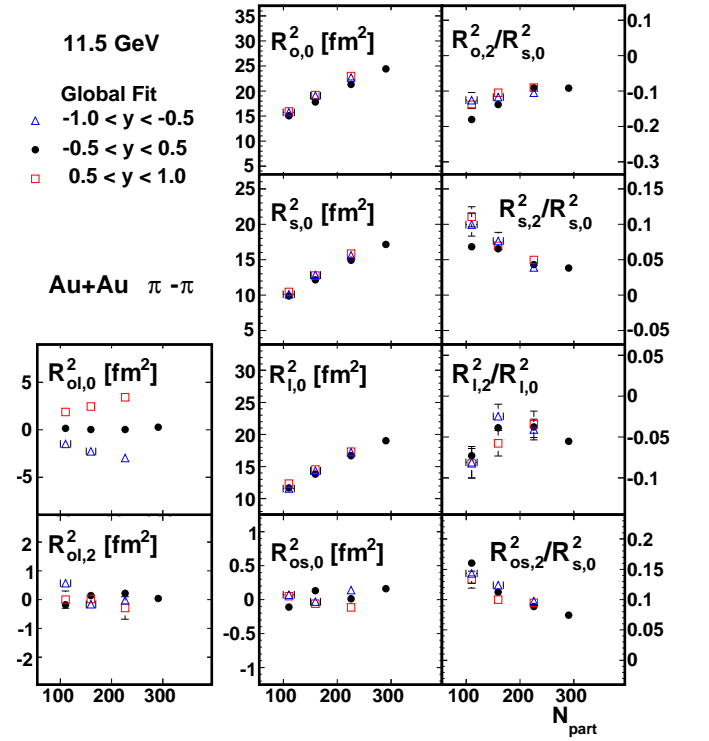 11.5 GeV
Global Fit
-1.0 < y < -0.5
-0.5 < y < 0.5
0.5 < y < 1.0
Au+Au π -π
R²o,0 [fm²]
35
30
25
20
15
10
5
R²o,2/R²s,0
0.1
0
-0.1
-0.2
-0.3
R²s,0 [fm²]
25
20
15
10
5
R²s,2/R²s,0
0.15
0.1
0.05
0
-0.05
R²ol,0 [fm²]
5
0
-5
R²l,0 [fm²]
30
25
20
15
10
R²l,2/R²l,0
0.05
0
-0.05
-0.1
R²ol,2 [fm²]
2
1
0
-1
-2
100 200 300
R²os,0 [fm²]
1
0.5
0
-0.5
-1
100 200 300
R²os,2/R²s,0
0.2
0.1
0.15
0.05
0
100 200 300
Npart